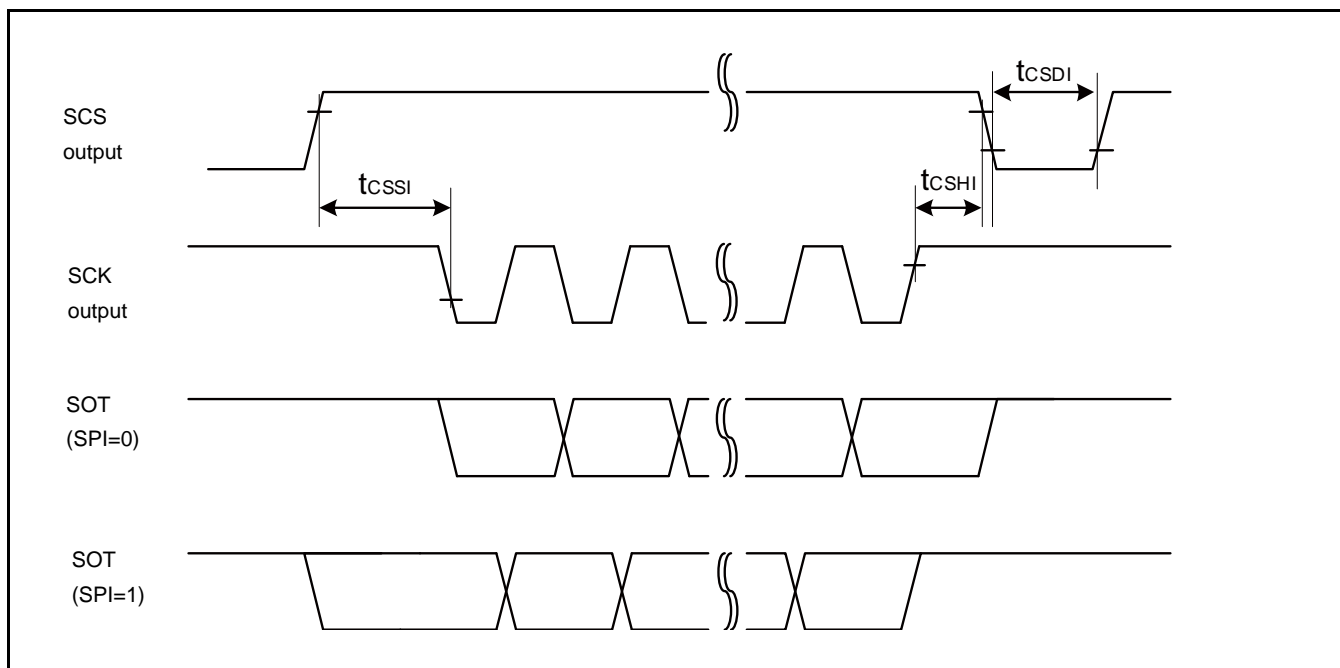 SCS
output
tCSDI
tCSSI
tCSHI
SCK
output
SOT
(SPI=0)
SOT
(SPI=1)